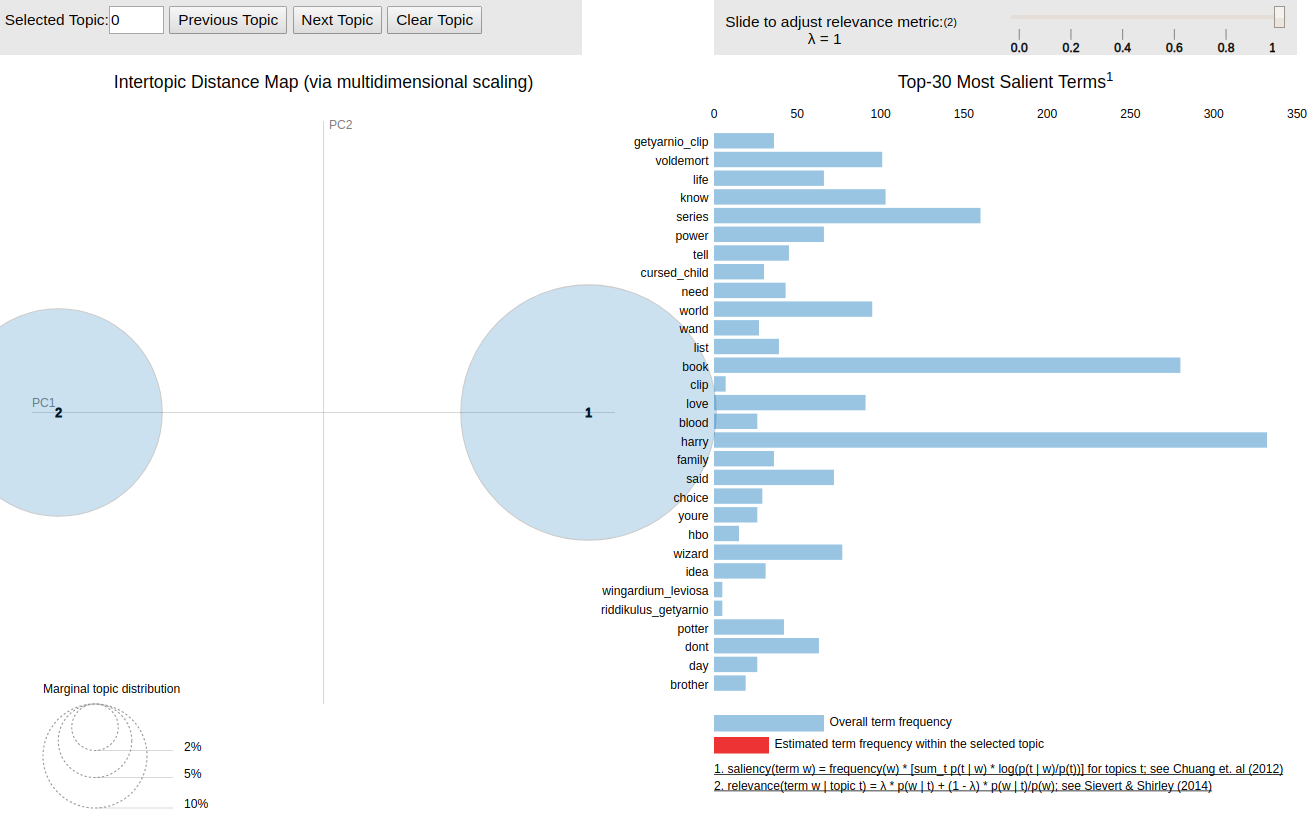 Selected Topic: 0 Previous Topic Next Topic Clear Topic
Slide to adjust relevance metric:(2)
λ = 1
0.0 0.2 0.4 0.6 0.8 1
Intertopic Distance Map (via multidimensional scaling)
PC2
PC1
2
1
Marginal topic distribution
2%
5%
10%
Top-30 Most Salient Terms1
0 50 100 150 200 250 300 350
getyarnio_clip
voldemort
life
know
series
power
tell
cursed_child
need
world
wand
list
book
clip
love
blood
harry
family
said
choice
youre
hbo
wizard
idea
wingardium_leviosa
riddikulus_getyarnio
potter
dont
day
brother
Overall term frequency
Estimated term frequency within the selected topic
1. saliency(term w) = frequency(w) * [sum_t p(t | w) * log(p(t | w)/p(t))] for topics t; see Chuang et. al (2012)
2. relevance(term w | topic t) = λ * p(w | t) + (1 - λ) * p(w | t)/p(w); see Sievert & Shirley (2014)